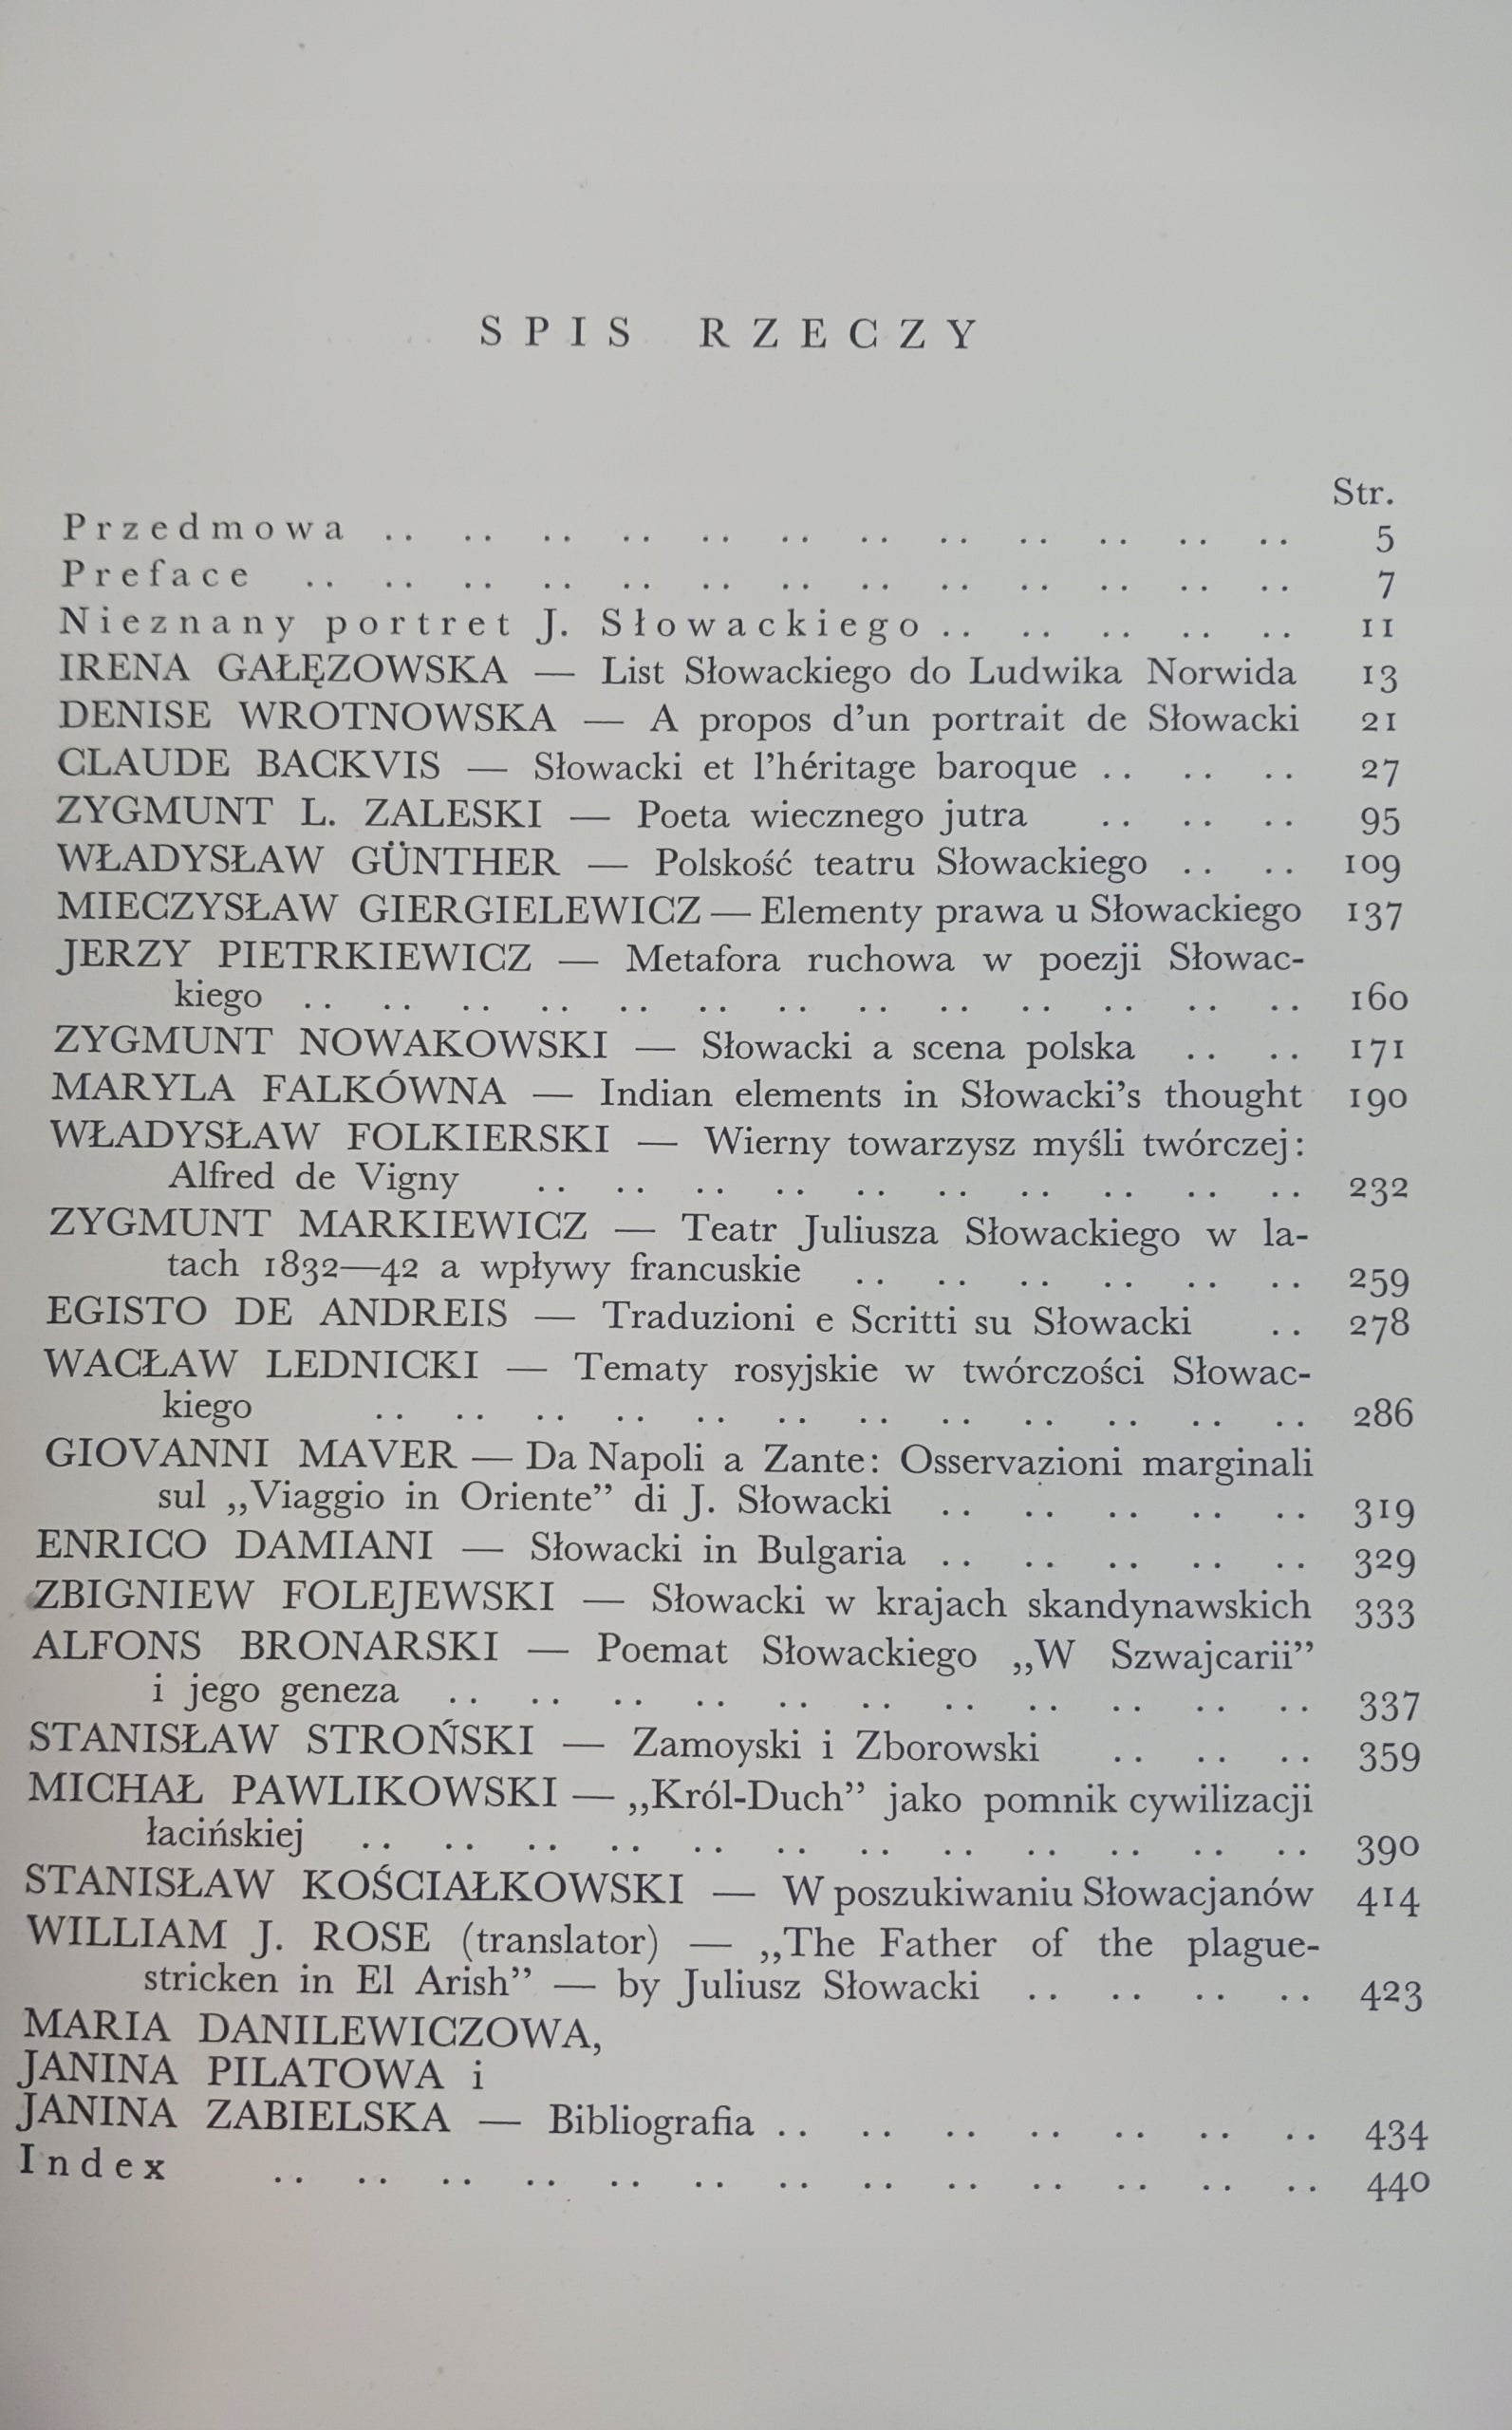 SPIS RZECZY
Str.
Przedmowa .. .. .. .. .. .. .. .. .. .. .. .. 5
Preface .. .. .. .. .. .. .. .. .. .. .. .. .. 7
Nieznany portret J. Słowackiego .. .. .. .. .. 11
IRENA GAŁĘZOWSKA — List Słowackiego do Ludwika Norwida 13
DENISE WROTNOWSKA — A propos d’un portrait de Słowacki 21
CLAUDE BACKVIS — Słowacki et l’héritage baroque .. .. .. 27
ZYGMUNT L. ZALESKI — Poeta wiecznego jutra .. .. .. 95
WŁADYSŁAW GÜNTHER — Polskość teatru Słowackiego .. .. 109
MIECZYSŁAW GIERGIELEWICZ — Elementy prawa u Słowackiego 137
JERZY PIETRKIEWICZ — Metafora ruchowa w poezji Słowac-
kiego .. .. .. .. .. .. .. .. .. .. .. .. .. 160
ZYGMUNT NOWAKOWSKI — Słowacki a scena polska .. .. 171
MARYLA FALKÓWNA — Indian elements in Słowacki’s thought 190
WŁADYSŁAW FOLKIERSKI — Wierny towarzysz myśli twórczej:
Alfred de Vigny .. .. .. .. .. .. .. .. .. .. 232
ZYGMUNT MARKIEWICZ — Teatr Juliusza Słowackiego w la-
tach 1832—42 a wpływy francuskie .. .. .. .. .. .. 259
EGISTO DE ANDREIS — Traduzioni e Scritti su Słowacki .. 278
WACŁAW LEDNICKI — Tematy rosyjskie w twórczości Słowac-
kiego .. .. .. .. .. .. .. .. .. .. .. .. 286
GIOVANNI MAVER — Da Napoli a Zante: Osservazioni marginali
sul „Viaggio in Oriente” di J. Słowacki .. .. .. .. .. 319
ENRICO DAMIANI — Słowacki in Bulgaria .. .. .. .. .. 329
ZBIGNIEW FOLEJEWSKI — Słowacki w krajach skandynawskich 333
ALFONS BRONARSKI — Poemat Słowackiego „W Szwajcarii”
i jego geneza .. .. .. .. .. .. .. .. .. .. .. 337
STANISŁAW STROŃSKI — Zamoyski i Zborowski .. .. .. 359
MICHAŁ PAWLIKOWSKI — „Król-Duch” jako pomnik cywilizacji
łacińskiej .. .. .. .. .. .. .. .. .. .. .. .. 390
STANISŁAW KOŚCIAŁKOWSKI — W poszukiwaniu Słowacjanów 414
WILLIAM J. ROSE (translator) — „The Father of the plague-
stricken in El Arish” — by Juliusz Słowacki .. .. .. .. 423
MARIA DANILEWICZOWA,
JANINA PILATOWA i
JANINA ZABIELSKA — Bibliografia .. .. .. .. .. .. .. 434
Index .. .. .. .. .. .. .. .. .. .. .. .. .. 440